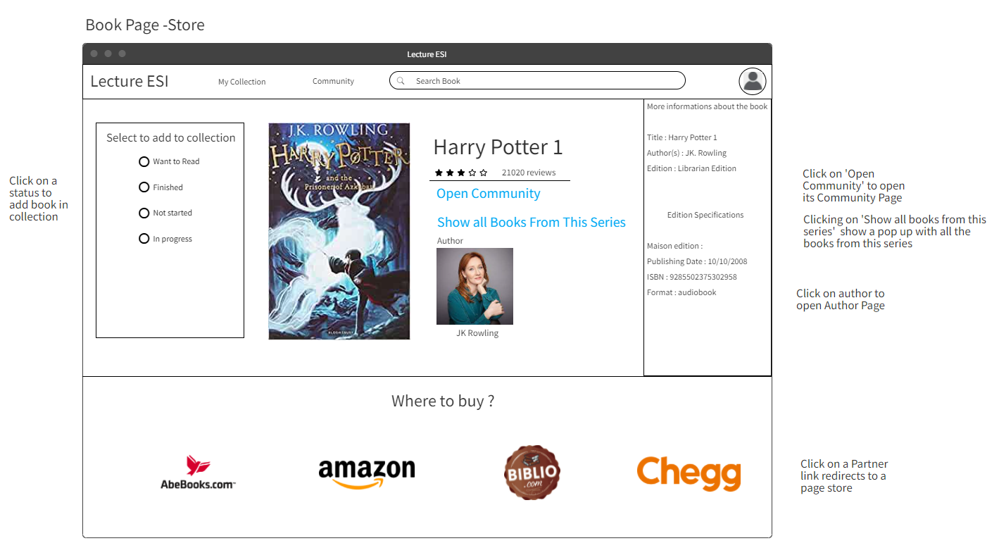 Book Page -Store
Lecture ESI
Lecture ESI
My Collection
Community
Search Book
Click on a
status to
add book in
collection
Select to add to collection
Want to Read
Finished
Not started
In progress
J.K. ROWLING
HARRY POTTER
and the
Prisoner of Azkaban
BLOOMSBURY
Harry Potter 1
21020 reviews
Open Community
Show all Books From This Series
Author
JK Rowling
More informations about the book
Title : Harry Potter 1
Author(s) : JK. Rowling
Edition : Librarian Edition
Edition Specifications
Maison edition :
Publishing Date : 10/10/2008
ISBN : 9285502375302958
Format : audiobook
Click on 'Open
Community' to open
its Community Page
Clicking on 'Show all books from this
series'  show a pop up with all the
books from this series
Click on author to
open Author Page
Where to buy ?
AbeBooks.com™
amazon
BIBLIO
.com
Chegg
Click on a Partner
link redirects to a
page store